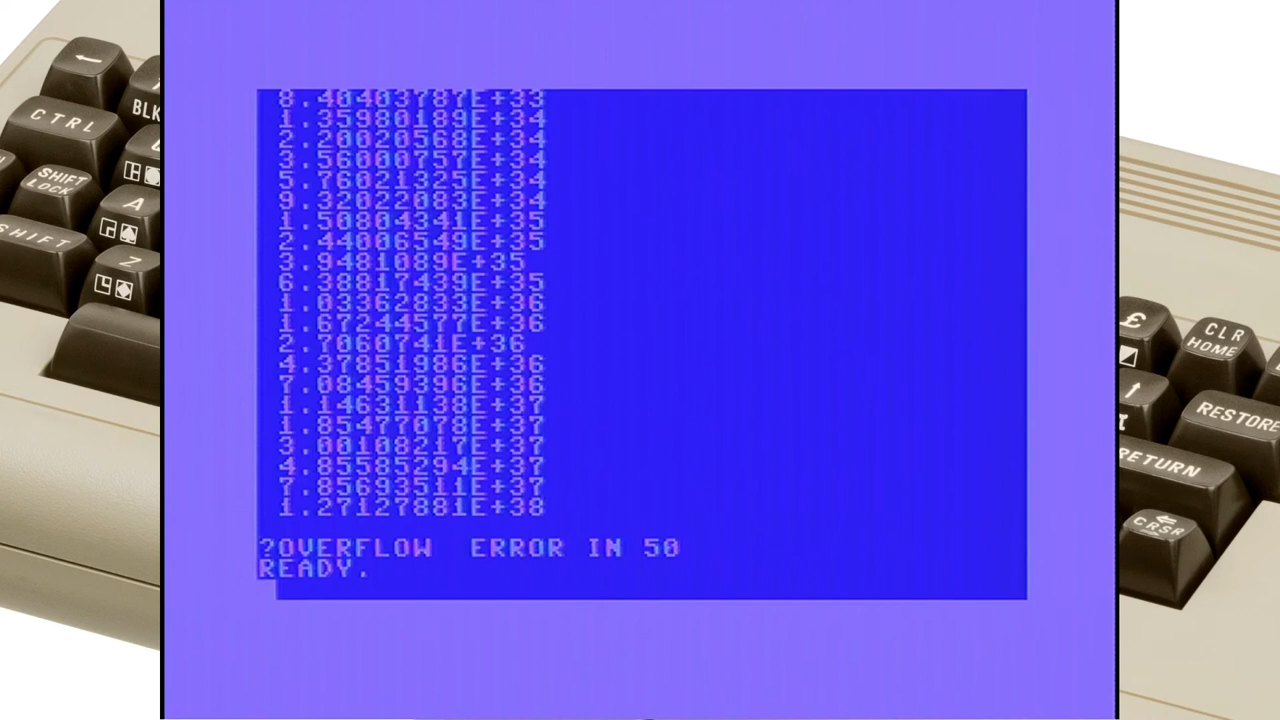 8.40403787E+33
1.35980189E+34
2.20020568E+34
3.56000757E+34
5.76021325E+34
9.32022083E+34
1.50804341E+35
2.44006549E+35
3.9481089E+35
6.38817439E+35
1.03362833E+36
1.67244577E+36
2.7060741E+36
4.37851986E+36
7.08459396E+36
1.14631138E+37
1.85477078E+37
3.00108217E+37
4.85585294E+37
7.85693511E+37
1.27127881E+38
?OVERFLOW  ERROR IN 50
READY.
←
BLK
CTRL
SHIFT
LOCK
A
SHIFT
Z
£
CLR
HOME
↑
π
RESTORE
RETURN
⇐
CRSR
⇒